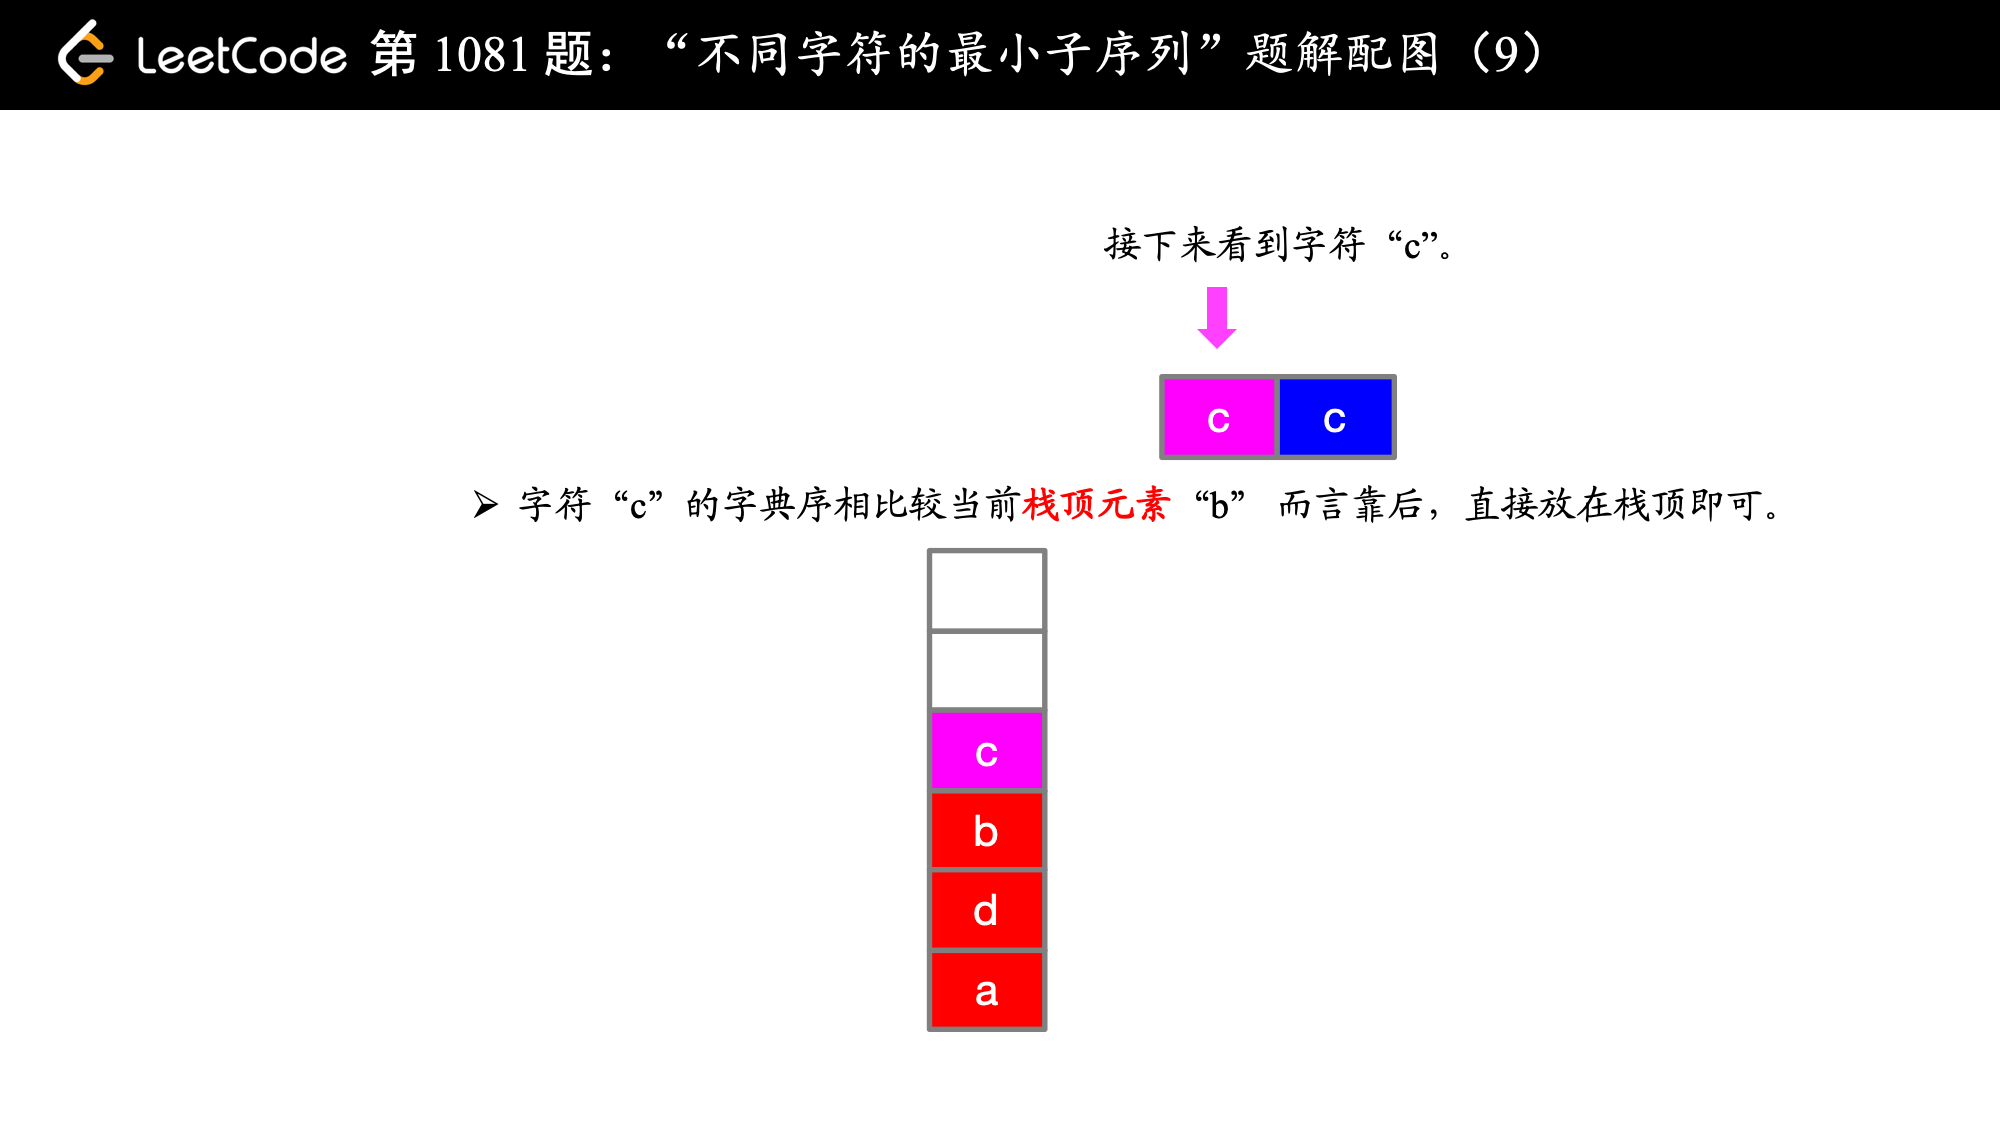 LeetCode 第 1081 题：“不同字符的最小子序列”题解配图（9）
接下来看到字符“c”。
c c
➢ 字符“c”的字典序相比较当前栈顶元素“b” 而言靠后，直接放在栈顶即可。
c
b
d
a